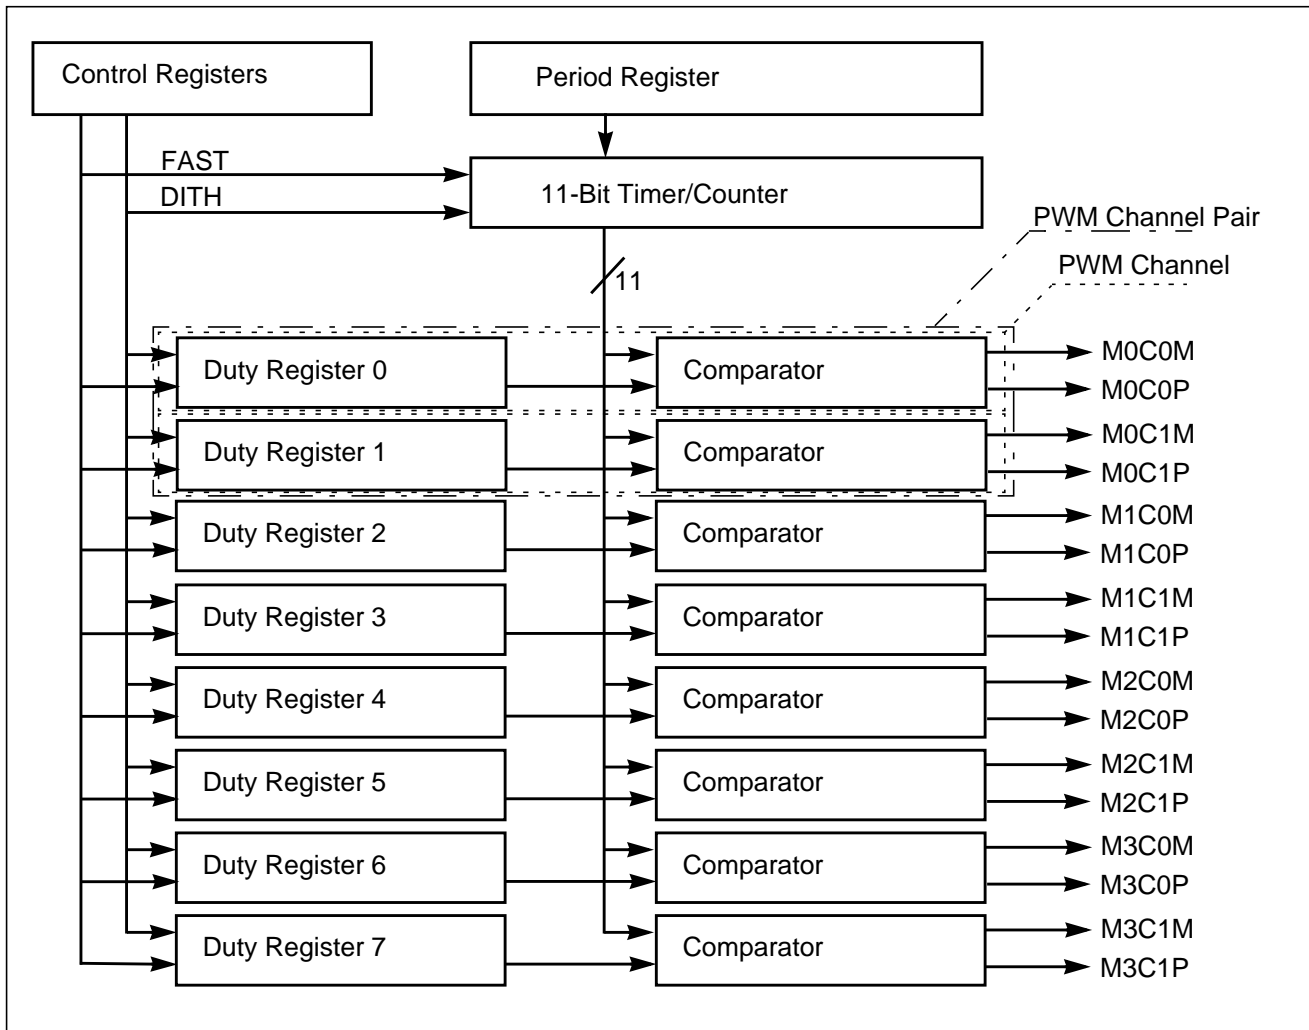 Control Registers
Period Register
FAST
DITH
11-Bit Timer/Counter
PWM Channel Pair
PWM Channel
11
Duty Register 0
Comparator
M0C0M
M0C0P
Duty Register 1
Comparator
M0C1M
M0C1P
Duty Register 2
Comparator
M1C0M
M1C0P
Duty Register 3
Comparator
M1C1M
M1C1P
Duty Register 4
Comparator
M2C0M
M2C0P
Duty Register 5
Comparator
M2C1M
M2C1P
Duty Register 6
Comparator
M3C0M
M3C0P
Duty Register 7
Comparator
M3C1M
M3C1P